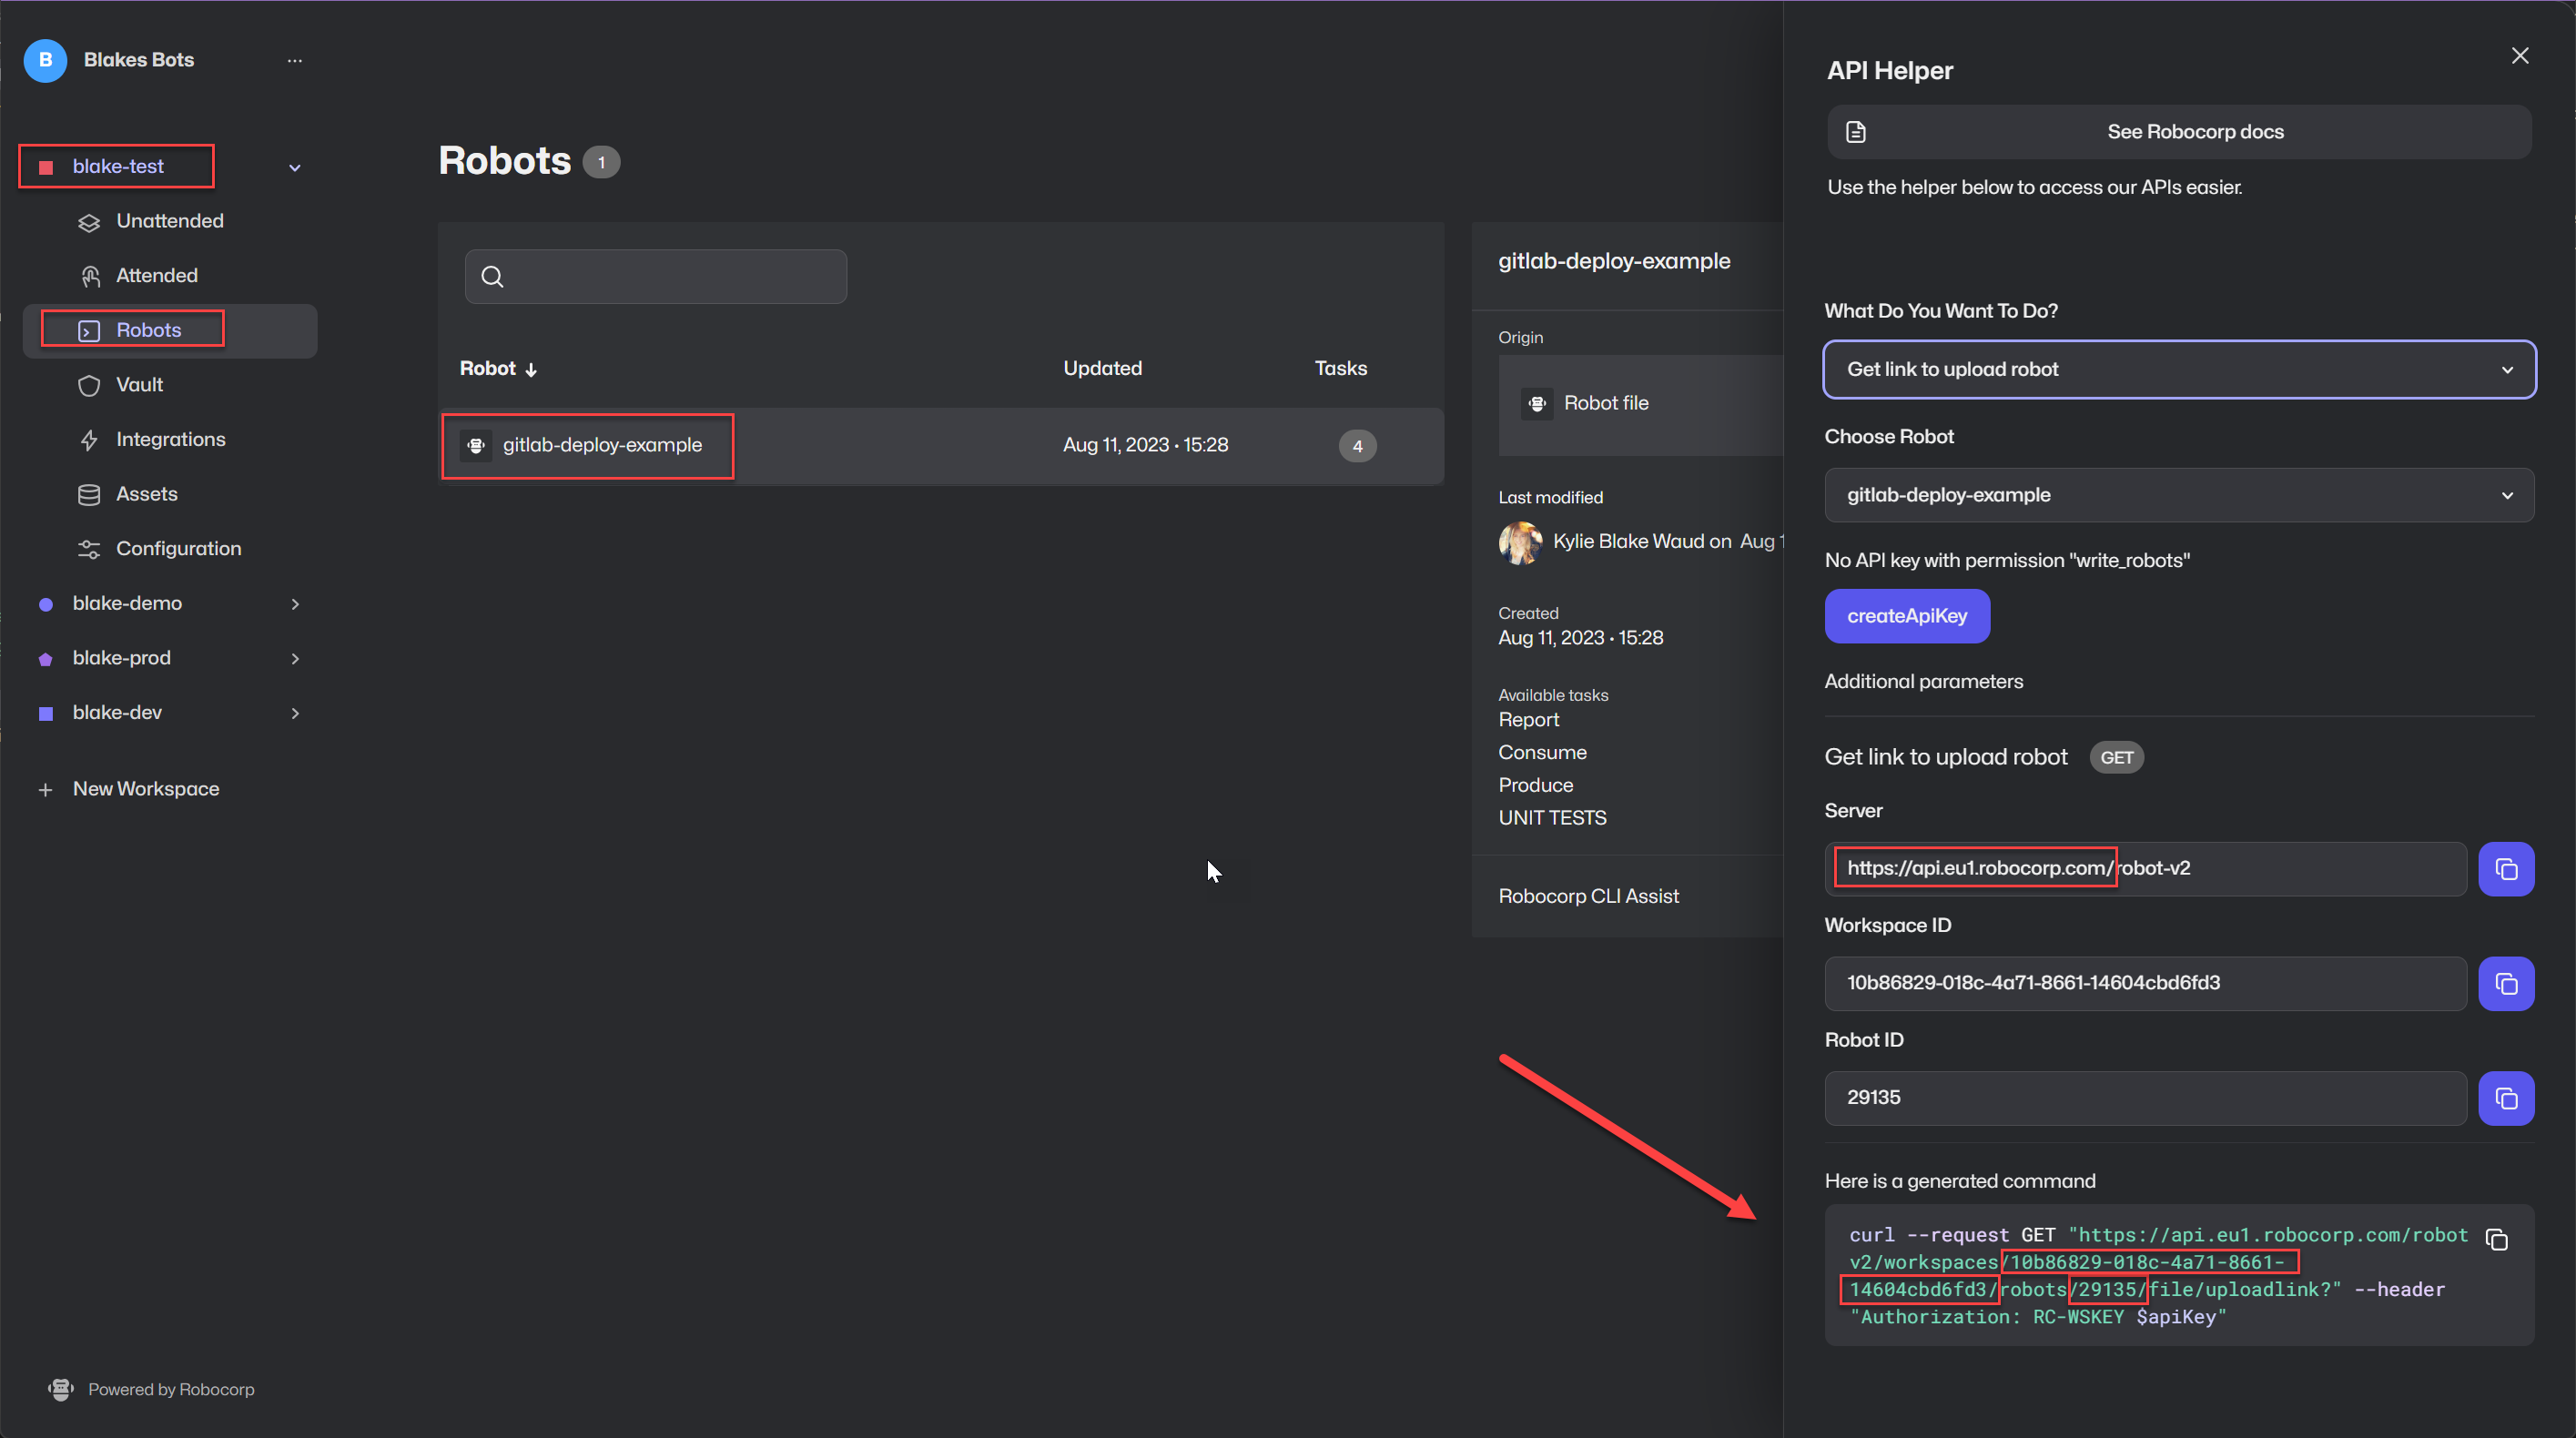 B Blakes Bots ...
blake-test
Unattended
Attended
Robots
Vault
Integrations
Assets
Configuration
blake-demo
blake-prod
blake-dev
+ New Workspace
Powered by Robocorp
Robots 1
Robot ↓ Updated Tasks
gitlab-deploy-example Aug 11, 2023 • 15:28 4
gitlab-deploy-example
Origin
Robot file
Last modified
Kylie Blake Waud on Aug 1
Created
Aug 11, 2023 • 15:28
Available tasks
Report
Consume
Produce
UNIT TESTS
Robocorp CLI Assist
API Helper
See Robocorp docs
Use the helper below to access our APIs easier.
What Do You Want To Do?
Get link to upload robot
Choose Robot
gitlab-deploy-example
No API key with permission "write_robots"
createApiKey
Additional parameters
Get link to upload robot GET
Server
https://api.eu1.robocorp.com/robot-v2
Workspace ID
10b86829-018c-4a71-8661-14604cbd6fd3
Robot ID
29135
Here is a generated command
curl --request GET "https://api.eu1.robocorp.com/robot
v2/workspaces/10b86829-018c-4a71-8661-
14604cbd6fd3/robots/29135/file/uploadlink?" --header
"Authorization: RC-WSKEY $apiKey"